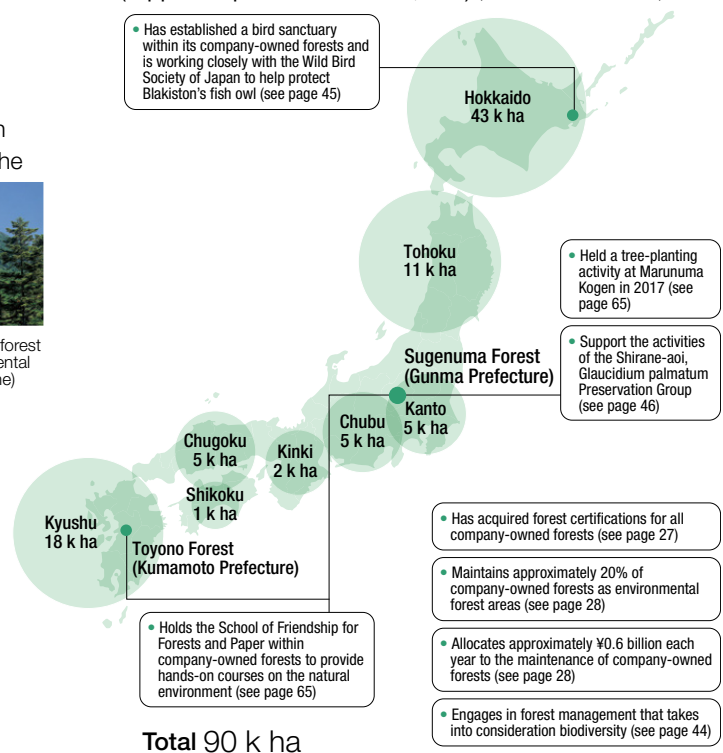 • Has established a bird sanctuary
within its company-owned forests and
is working closely with the Wild Bird
Society of Japan to help protect
Blakiston's fish owl (see page 45)
Hokkaido
43 k ha
he
Tohoku
11 k ha
• Held a tree-planting
activity at Marunuma
Kogen in 2017 (see
page 65)
forest
ental
ne)
• Support the activities
of the Shirane-aoi,
Glaucidium palmatum
Preservation Group
(see page 46)
Sugenuma Forest
(Gunma Prefecture)
Kanto
5 k ha
Chubu
5 k ha
Chugoku
5 k ha
Kinki
2 k ha
Shikoku
1 k ha
Kyushu
18 k ha
Toyono Forest
(Kumamoto Prefecture)
• Has acquired forest certifications for all
company-owned forests (see page 27)
• Maintains approximately 20% of
company-owned forests as environmental
forest areas (see page 28)
• Allocates approximately ¥0.6 billion each
year to the maintenance of company-owned
forests (see page 28)
• Engages in forest management that takes
into consideration biodiversity (see page 44)
• Holds the School of Friendship for
Forests and Paper within
company-owned forests to provide
hands-on courses on the natural
environment (see page 65)
Total 90 k ha